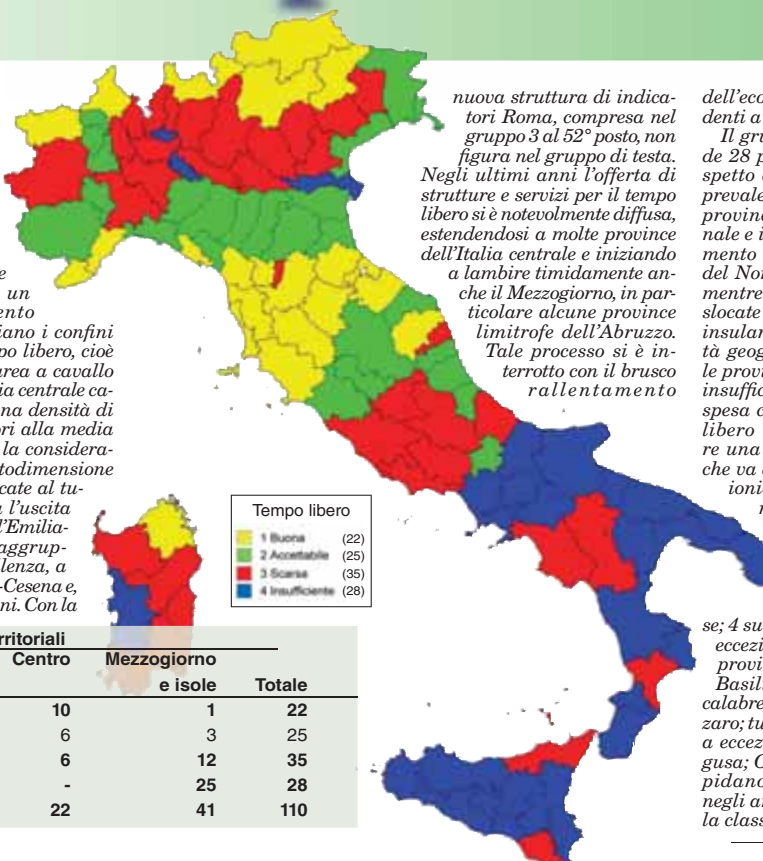 e
un
ento
iano i confini
po libero, cioè
area a cavallo
ia centrale ca-
na densità di
ori alla media
la considera-
todimensione
cate al tu-
l'uscita
l'Emilia-
aggrup-
lenza, a
-Cesena e,
ni. Con la
nuova struttura di indica-
tori Roma, compresa nel
gruppo 3 al 52° posto, non
figura nel gruppo di testa.
Negli ultimi anni l'offerta di
strutture e servizi per il tempo
libero si è notevolmente diffusa,
estendendosi a molte province
dell'Italia centrale e iniziando
a lambire timidamente an-
che il Mezzogiorno, in par-
ticolare alcune province
limitrofe dell'Abruzzo.
Tale processo si è in-
terrotto con il brusco
rallentamento
dell'eco
denti a
Il gru
de 28 p
spetto
prevale
provinc
nale e i
mento
del Nor
mentre
slocate
insular
tà geog
le provi
insuffic
spesa c
libero
re una
che va
ioni
se; 4 su
eccezi
provi
Basil
calabre
zaro; tu
a eccez
gusa; C
pidano
negli a
la class
Tempo libero
1 Buona (22)
2 Accettabile (25)
3 Scarsa (35)
4 Insufficiente (28)
rritoriali
Centro Mezzogiorno
e isole Totale
10 1 22
6 3 25
6 12 35
- 25 28
22 41 110